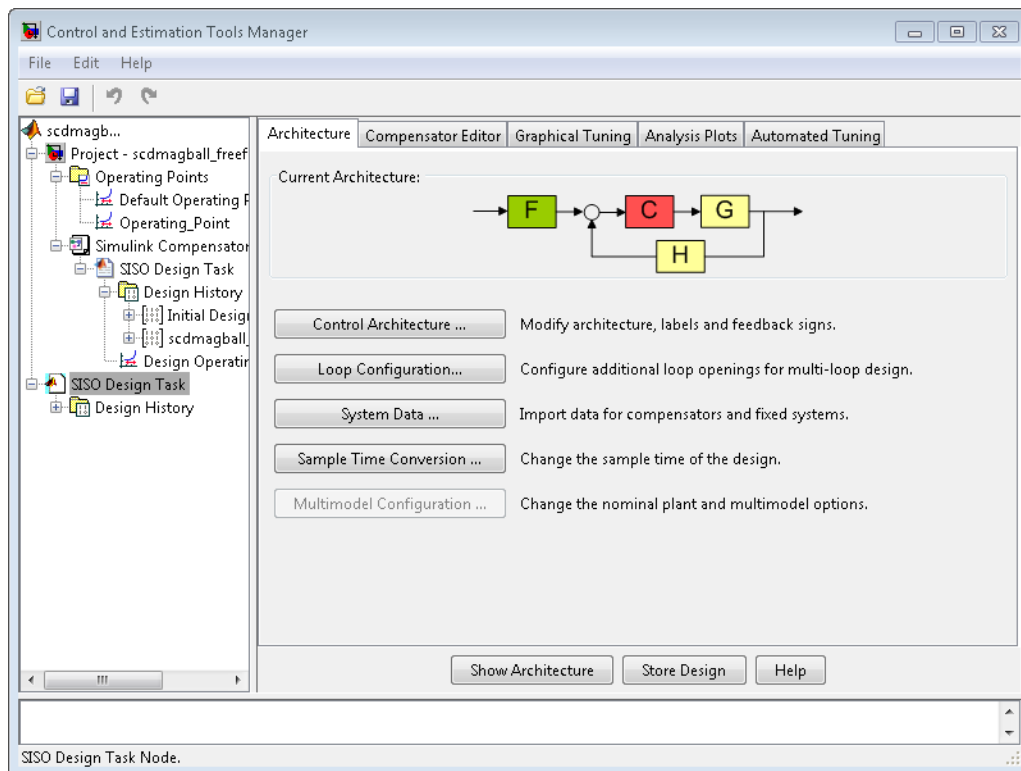 Control and Estimation Tools Manager
File Edit Help
scdmagb...
Project - scdmagball_freef
Operating Points
Default Operating P
Operating_Point
Simulink Compensator
SISO Design Task
Design History
Initial Desig
scdmagball_
Design Operatin
SISO Design Task
Design History
Architecture Compensator Editor Graphical Tuning Analysis Plots Automated Tuning
Current Architecture:
F C G
H
Control Architecture ... Modify architecture, labels and feedback signs.
Loop Configuration... Configure additional loop openings for multi-loop design.
System Data ... Import data for compensators and fixed systems.
Sample Time Conversion ... Change the sample time of the design.
Multimodel Configuration ... Change the nominal plant and multimodel options.
Show Architecture Store Design Help
SISO Design Task Node.